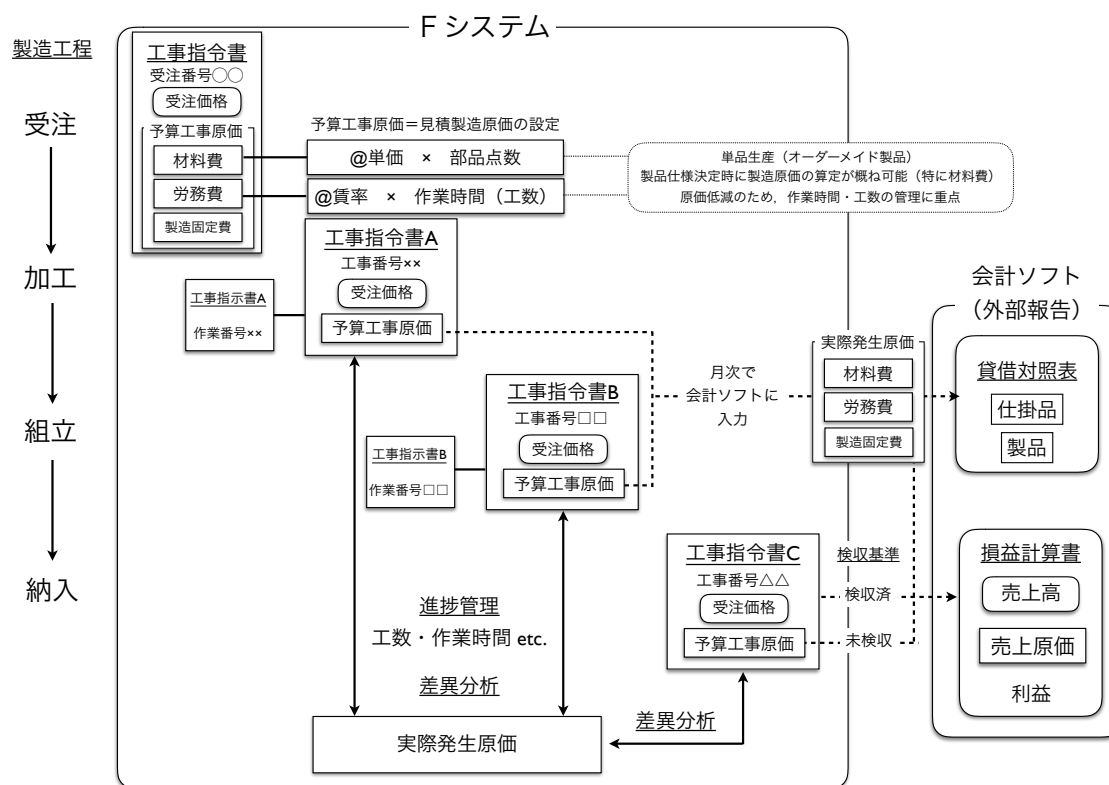 Fシステム
製造工程
受注
加工
組立
納入
工事指令書
受注番号○○
受注価格
予算工事原価
材料費
労務費
製造固定費
予算工事原価＝見積製造原価の設定
@単価 × 部品点数
@賃率 × 作業時間（工数）
単品生産（オーダーメイド製品）
製品仕様決定時に製造原価の算定が概ね可能（特に材料費）
原価低減のため，作業時間・工数の管理に重点
工事指令書A
工事番号××
受注価格
予算工事原価
工事指示書A
作業番号××
工事指令書B
工事番号□□
受注価格
予算工事原価
工事指示書B
作業番号□□
月次で
会計ソフトに
入力
実際発生原価
材料費
労務費
製造固定費
会計ソフト
（外部報告）
貸借対照表
仕掛品
製品
工事指令書C
工事番号△△
受注価格
予算工事原価
検収基準
検収済
未検収
損益計算書
売上高
売上原価
利益
進捗管理
工数・作業時間 etc.
差異分析
実際発生原価
差異分析